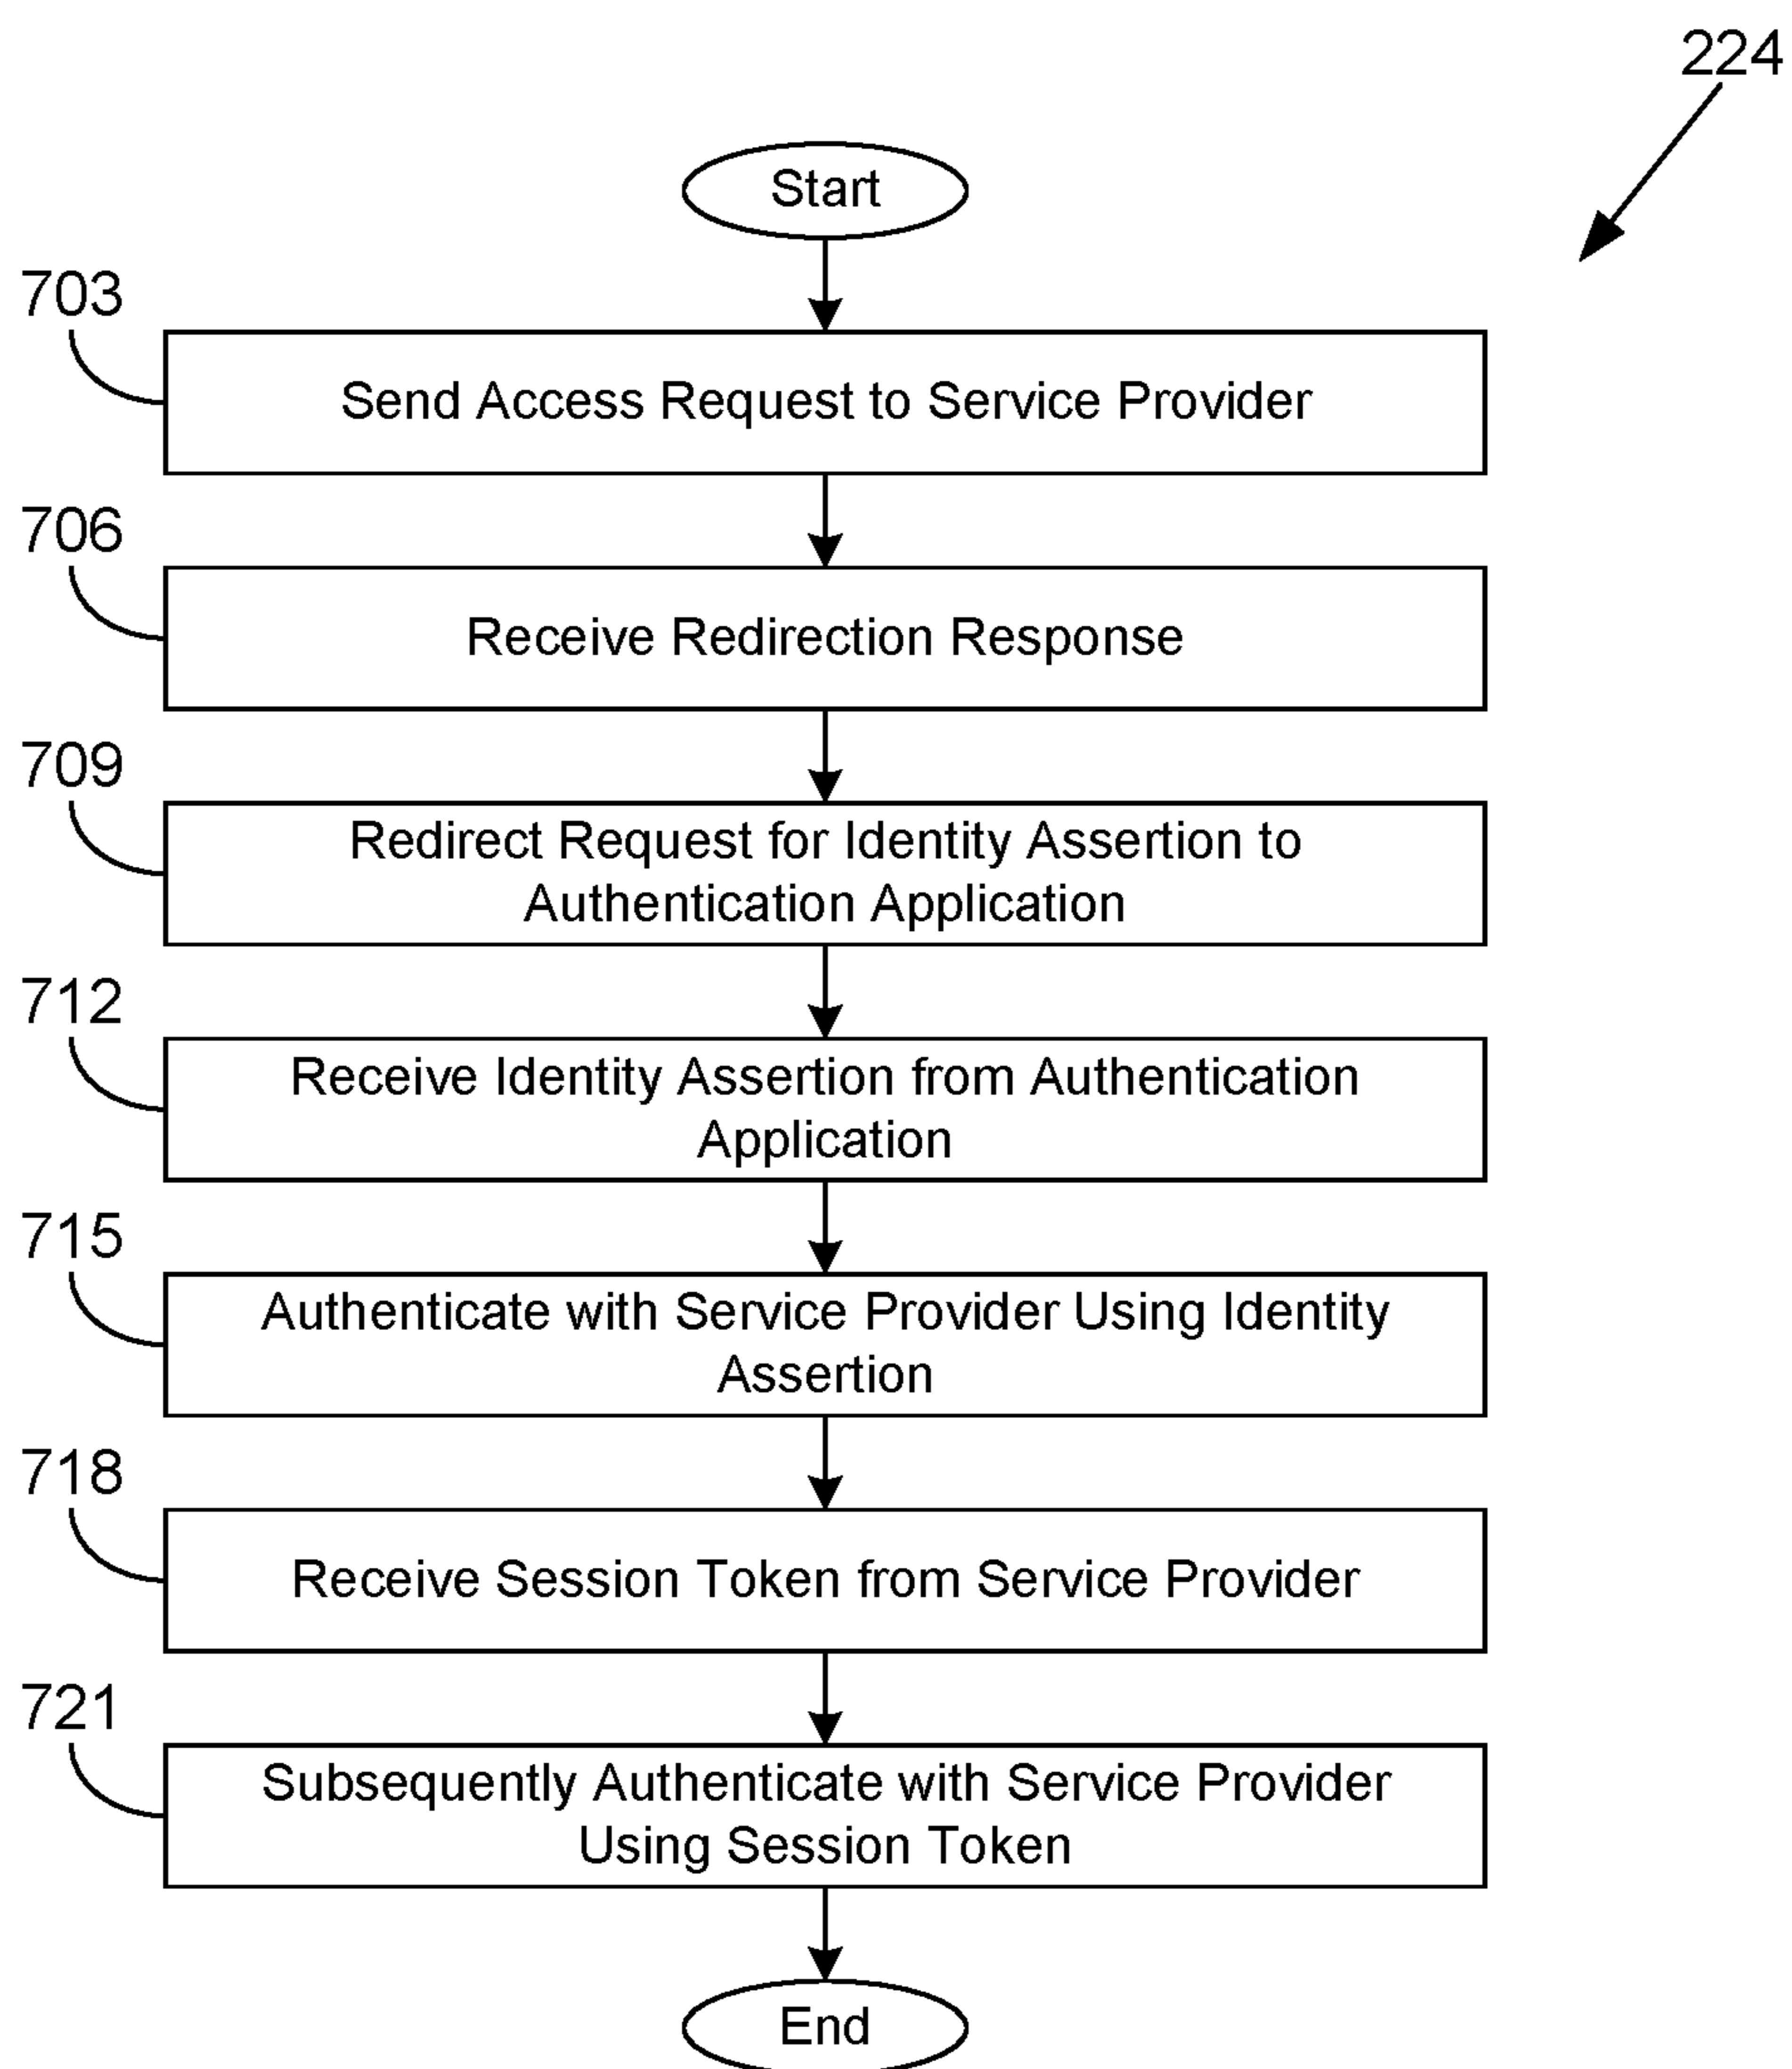 224
Start
703
Send Access Request to Service Provider
706
Receive Redirection Response
709
Redirect Request for Identity Assertion to
Authentication Application
712
Receive Identity Assertion from Authentication
Application
715
Authenticate with Service Provider Using Identity
Assertion
718
Receive Session Token from Service Provider
721
Subsequently Authenticate with Service Provider
Using Session Token
End